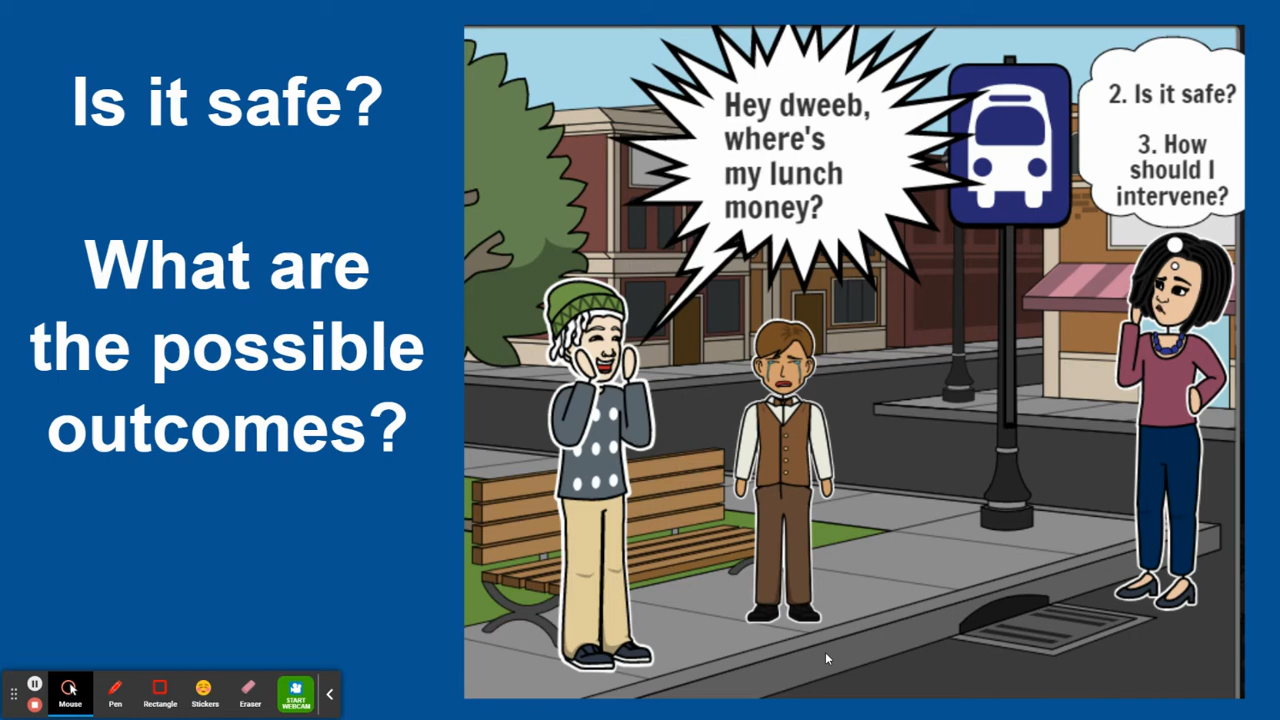 Is it safe?
What are
the possible
outcomes?
Hey dweeb,
where's
my lunch
money?
2. Is it safe?
3. How
should I
intervene?
Mouse
Pen
Rectangle
Stickers
Eraser
START
WEBCAM